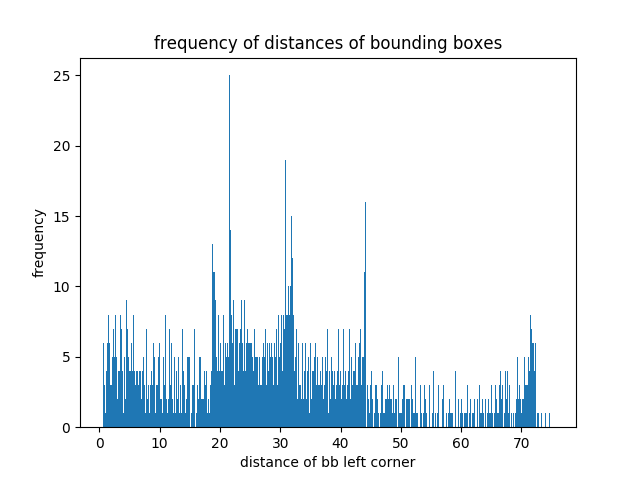 frequency of distances of bounding boxes
25
20
15
10
5
0
frequency
0 10 20 30 40 50 60 70
distance of bb left corner